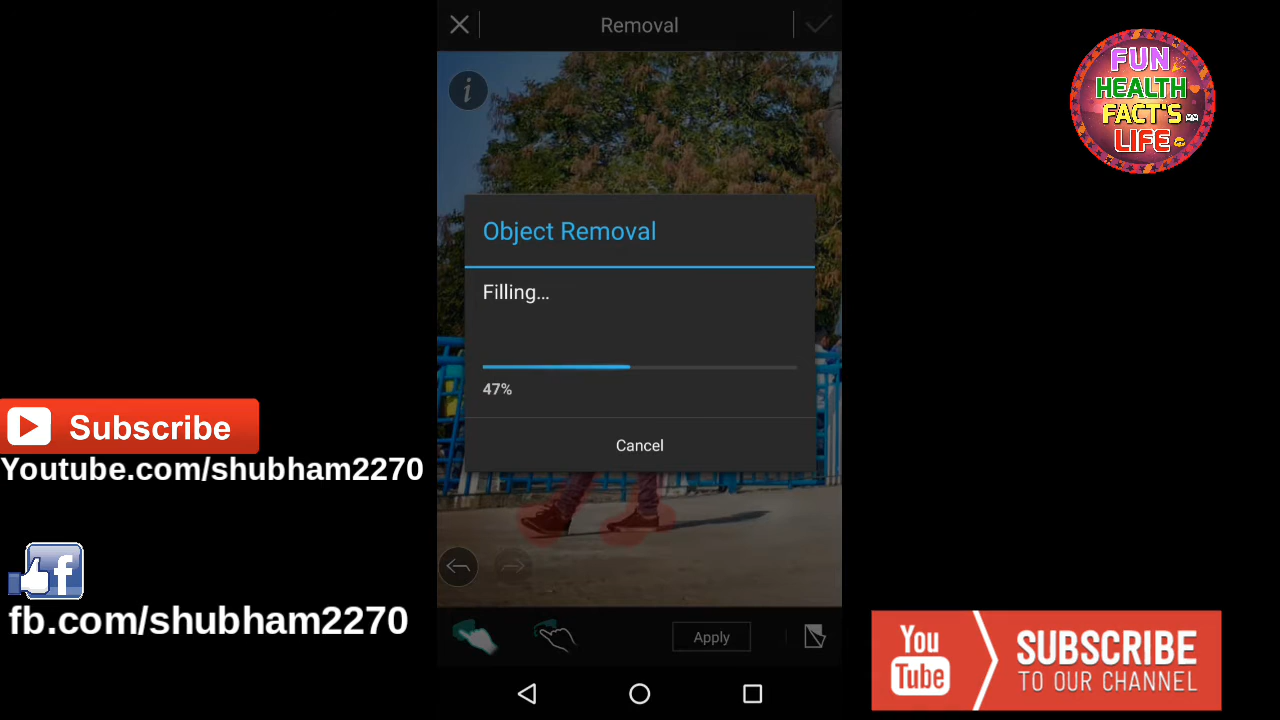 Removal
i
FUN
HEALTH
FACT'S
LIFE
Object Removal
Filling...
47%
Cancel
Subscribe
Youtube.com/shubham2270
f
fb.com/shubham2270
Apply
You
Tube
SUBSCRIBE
TO OUR CHANNEL